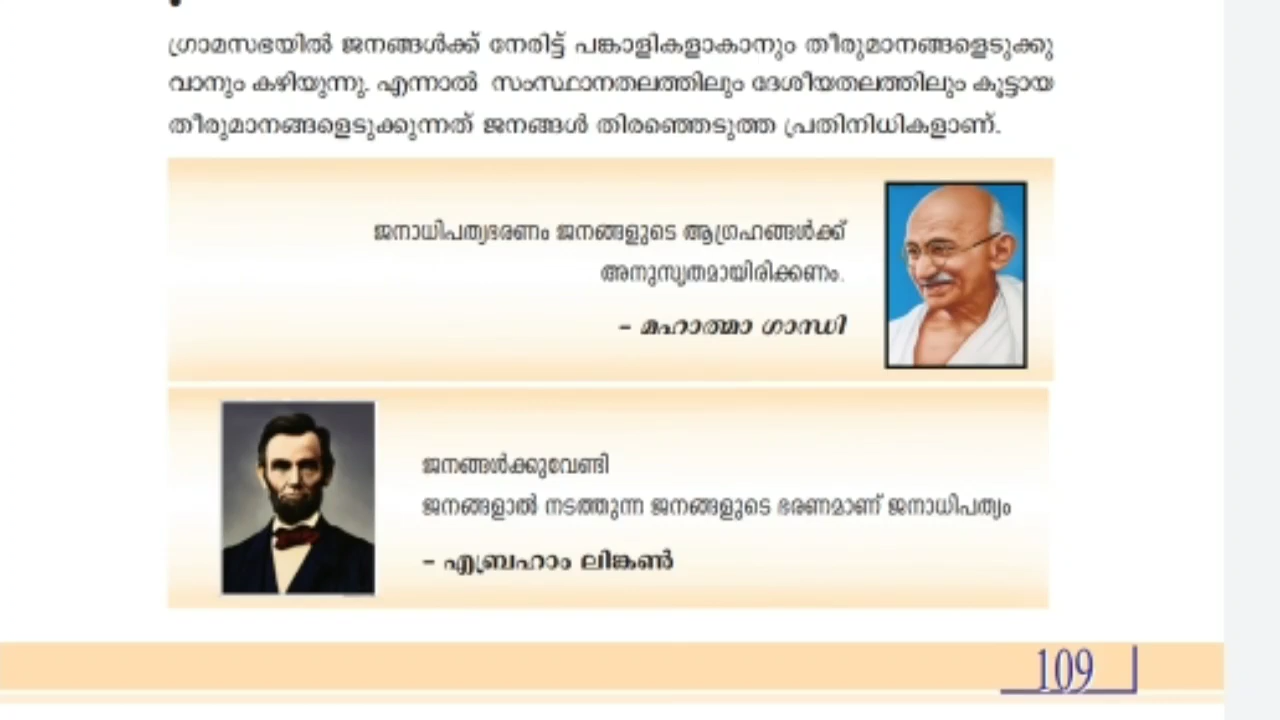 ഗ്രാമസഭയിൽ ജനങ്ങൾക്ക് നേരിട്ട് പങ്കാളികളാകാനും തീരുമാനങ്ങളെടുക്കു
വാനും കഴിയുന്നു. എന്നാൽ സംസ്ഥാനതലത്തിലും ദേശീയതലത്തിലും കൂട്ടായ
തീരുമാനങ്ങളെടുക്കുന്നത് ജനങ്ങൾ തിരഞ്ഞെടുത്ത പ്രതിനിധികളാണ്.
ജനാധിപത്യഭരണം ജനങ്ങളുടെ ആഗ്രഹങ്ങൾക്ക്
അനുസൃതമായിരിക്കണം.
– മഹാത്മാ ഗാന്ധി
ജനങ്ങൾക്കുവേണ്ടി
ജനങ്ങളാൽ നടത്തുന്ന ജനങ്ങളുടെ ഭരണമാണ് ജനാധിപത്യം
– എബ്രഹാം ലിങ്കൺ
109